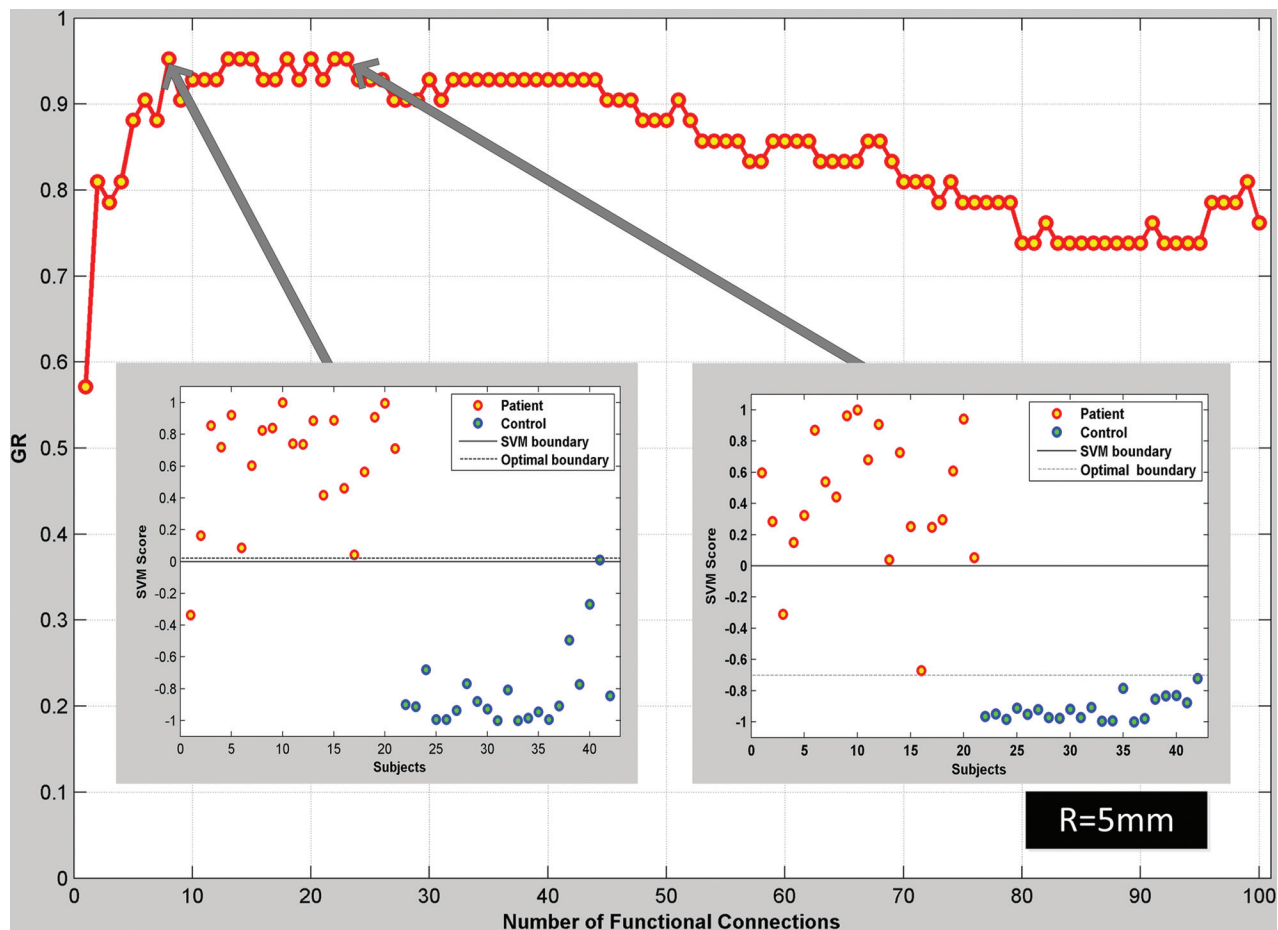 1
0.9
0.8
0.7
0.6
0.5
0.4
0.3
0.2
0.1
0
GR
0 10 20 30 40 50 60 70 80 90 100
Number of Functional Connections
Patient
Control
SVM boundary
Optimal boundary
1
0.8
0.6
0.4
0.2
0
-0.2
-0.4
-0.6
-0.8
-1
SVM Score
0 5 10 15 20 25 30 35 40
Subjects
Patient
Control
SVM boundary
Optimal boundary
1
0.8
0.6
0.4
0.2
0
-0.2
-0.4
-0.6
-0.8
-1
SVM Score
0 5 10 15 20 25 30 35 40
Subjects
R=5mm